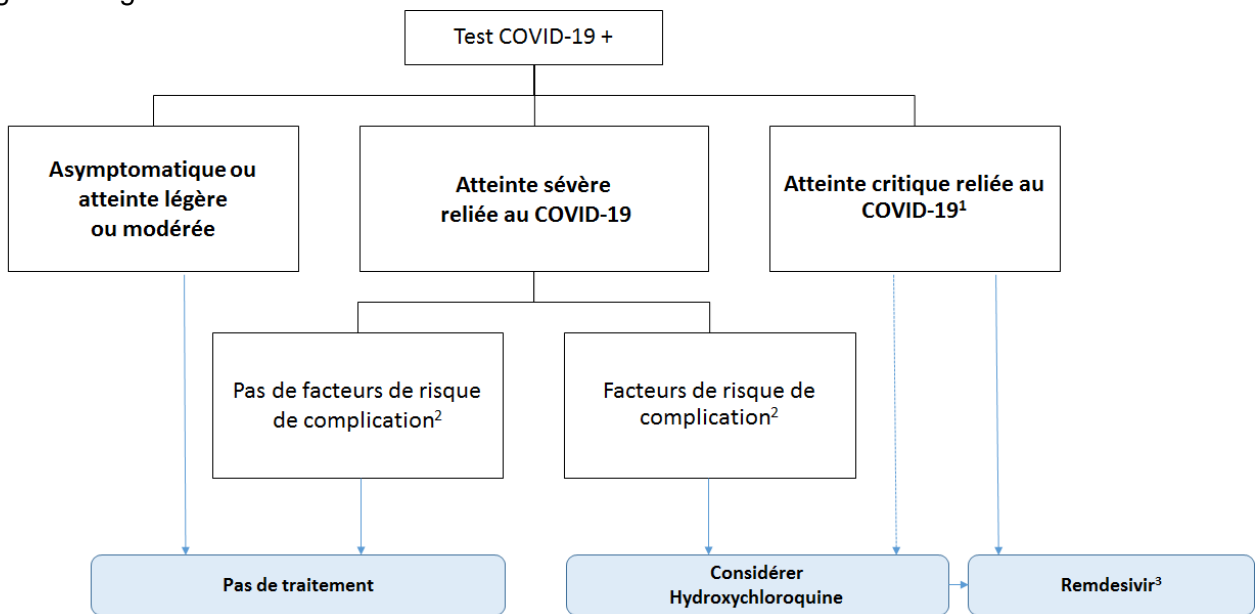 Test COVID-19 +
Asymptomatique ou
atteinte légère
ou modérée
Atteinte sévère
reliée au COVID-19
Atteinte critique reliée au
COVID-19¹
Pas de facteurs de risque
de complication²
Facteurs de risque de
complication²
Pas de traitement
Considérer
Hydroxychloroquine
Remdesivir³